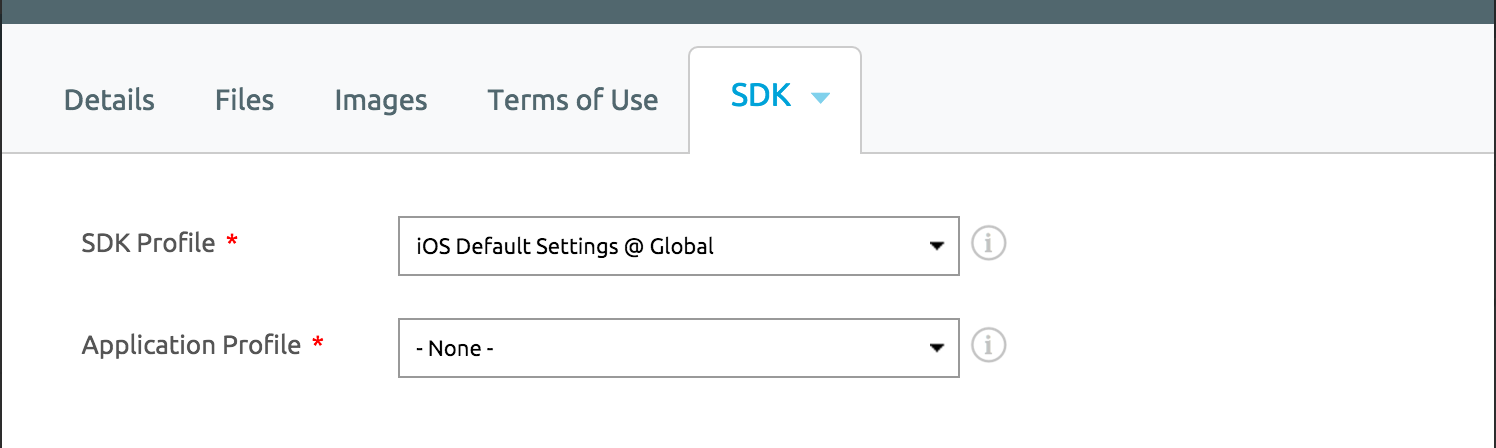 Details Files Images Terms of Use SDK
SDK Profile * iOS Default Settings @ Global
Application Profile * - None -